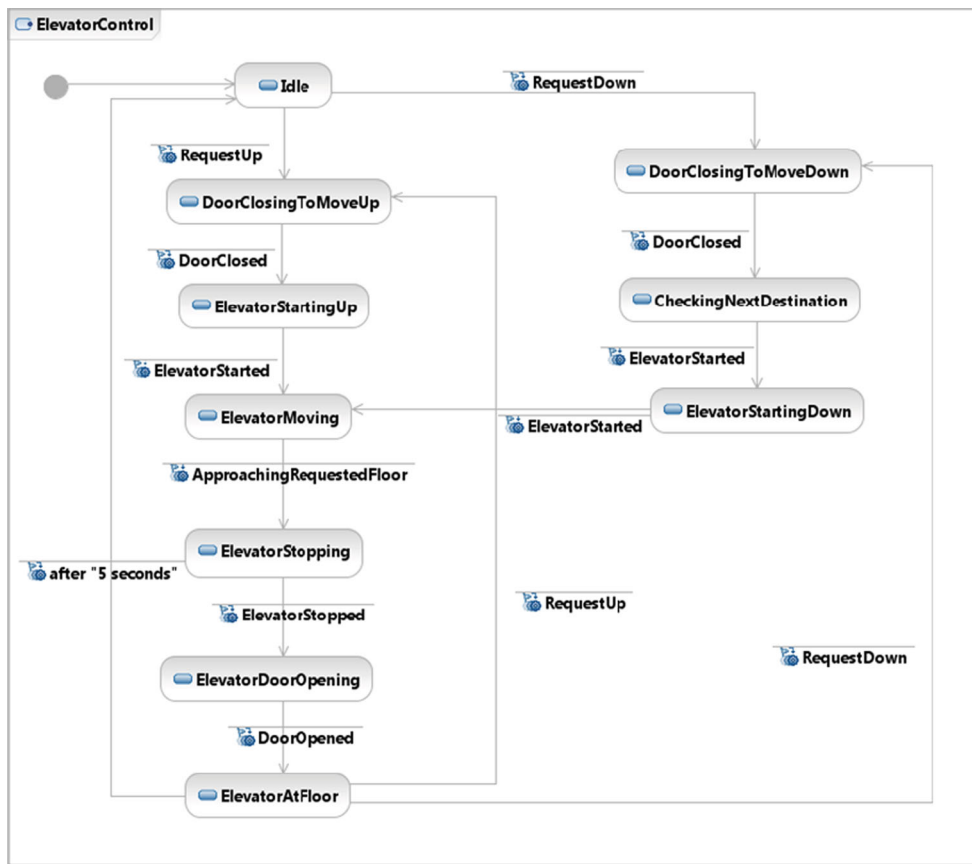 ElevatorControl
Idle
RequestDown
RequestUp
DoorClosingToMoveDown
DoorClosingToMoveUp
DoorClosed
DoorClosed
CheckingNextDestination
ElevatorStartingUp
ElevatorStarted
ElevatorStarted
ElevatorMoving
ElevatorStartingDown
ElevatorStarted
ApproachingRequestedFloor
ElevatorStopping
after "5 seconds"
RequestUp
ElevatorStopped
RequestDown
ElevatorDoorOpening
DoorOpened
ElevatorAtFloor